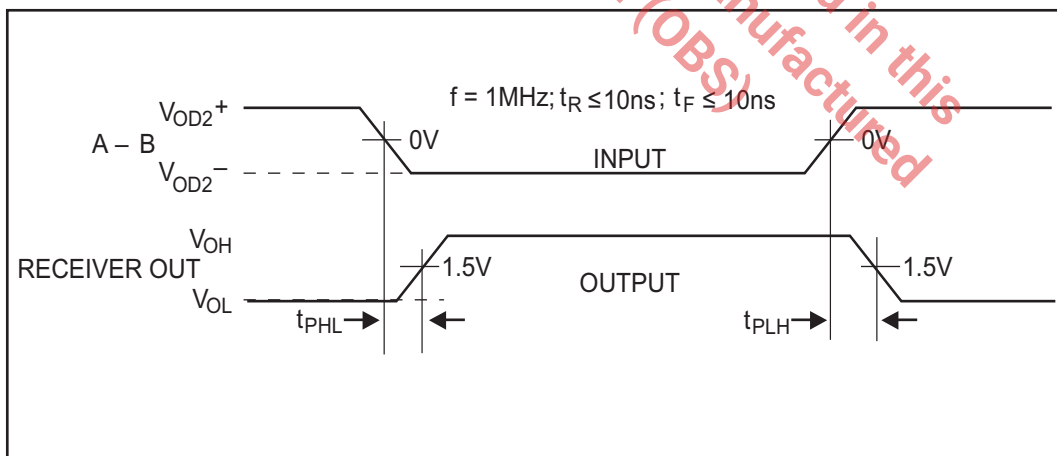 d in this
nufactured
(OBS)
f = 1MHz; tR ≤ 10ns; tF ≤ 10ns
VOD2+
A – B
0V
0V
INPUT
VOD2–
VOH
RECEIVER OUT
1.5V
1.5V
OUTPUT
VOL
tPHL
tPLH